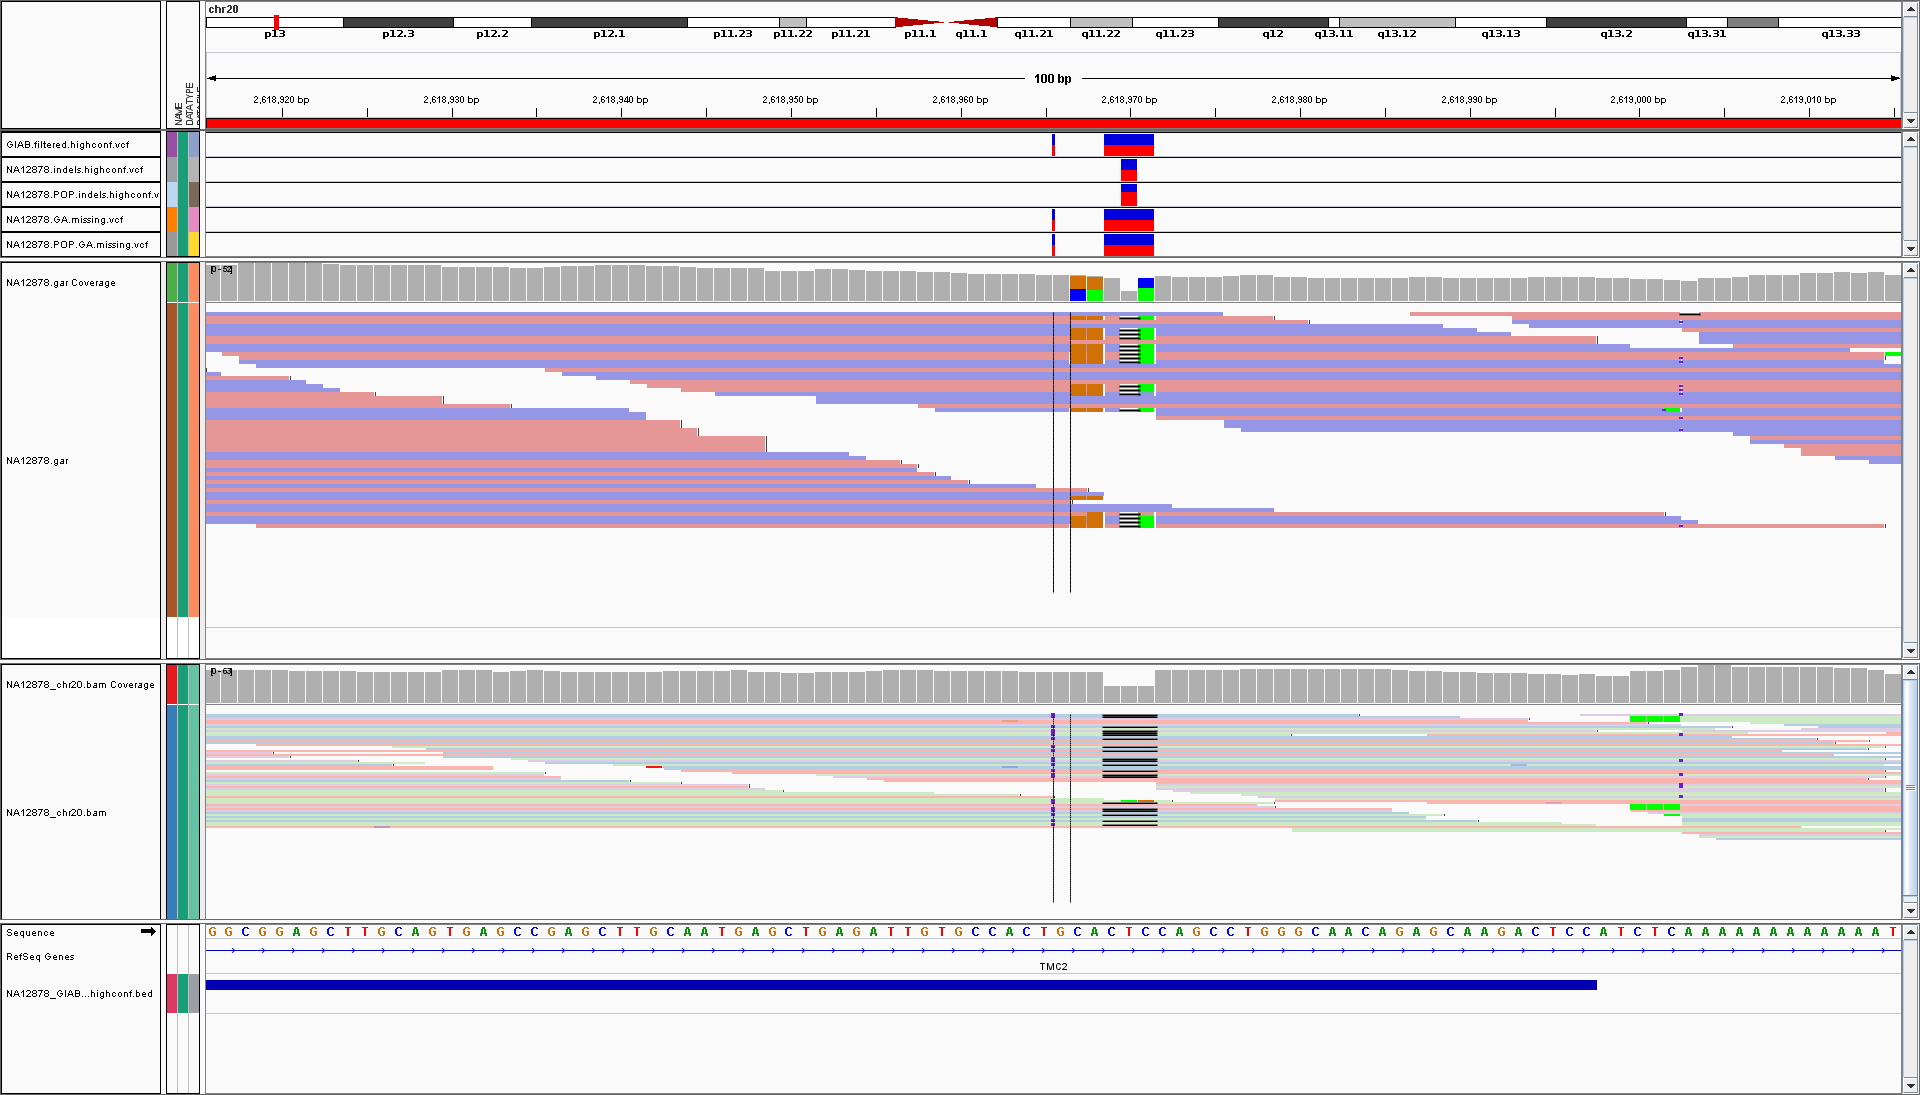 chr20
p13 p12.3 p12.2 p12.1 p11.23 p11.22 p11.21 p11.1 q11.1 q11.21 q11.22 q11.23 q12 q13.11 q13.12 q13.13 q13.2 q13.31 q13.33
100 bp
NAME
DATATYPE
2,618,920 bp 2,618,930 bp 2,618,940 bp 2,618,950 bp 2,618,960 bp 2,618,970 bp 2,618,980 bp 2,618,990 bp 2,619,000 bp 2,619,010 bp
GIAB.filtered.highconf.vcf
NA12878.indels.highconf.vcf
NA12878.POP.indels.highconf.v
NA12878.GA.missing.vcf
NA12878.POP.GA.missing.vcf
[0-52]
NA12878.gar Coverage
NA12878.gar
[0-63]
NA12878_chr20.bam Coverage
NA12878_chr20.bam
Sequence G G C G G A G C T T G C A G T G A G C C G A G C T T G C A A T G A G C T G A G A T T G T G C C A C T G C A C T C C A G C C T G G G C A A C A G A G C A A G A C T C C A T C T C A A A A A A A A A A A A T
RefSeq Genes
TMC2
NA12878_GIAB...highconf.bed